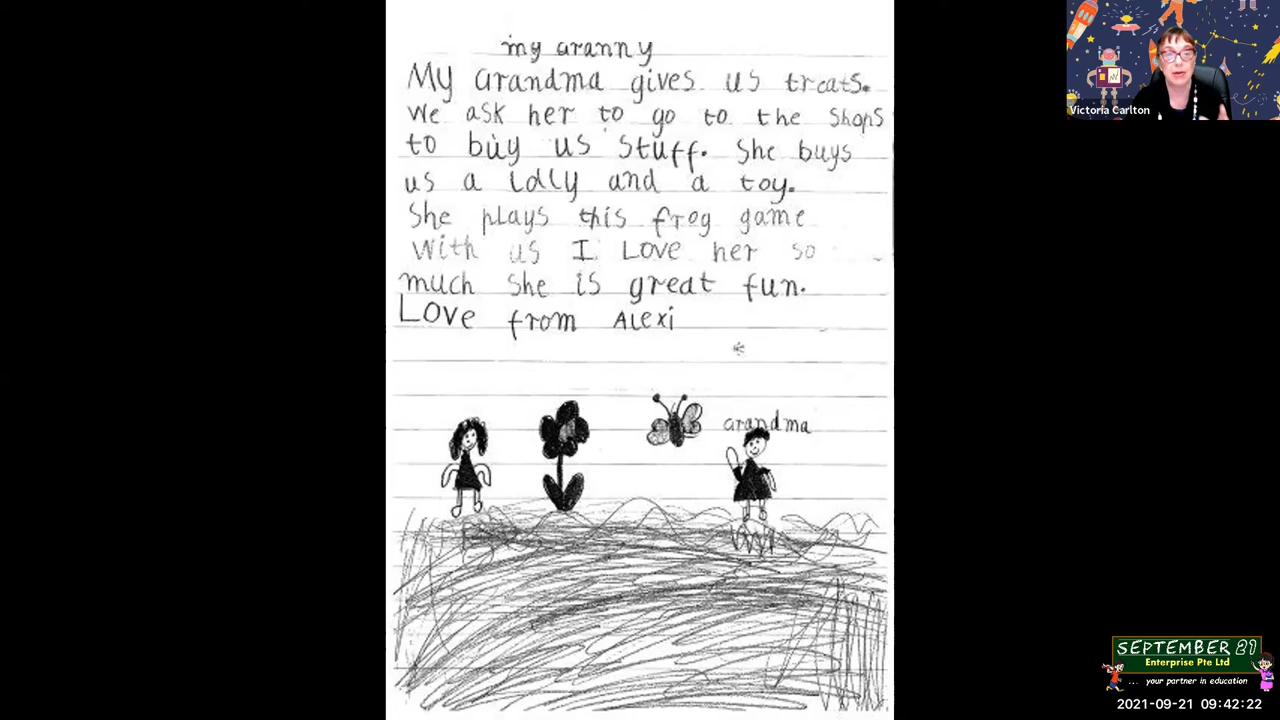 my granny
My Grandma gives us treats.
We ask her to go to the shops
to buy us stuff. She buys
us a lolly and a toy.
She plays this frog game
with us I Love her so
much she is great fun.
Love from Alexi
grandma
Victoria Carlton
SEPTEMBER 21
Enterprise Pte Ltd
... your partner in education
2021-09-21 09:42:22